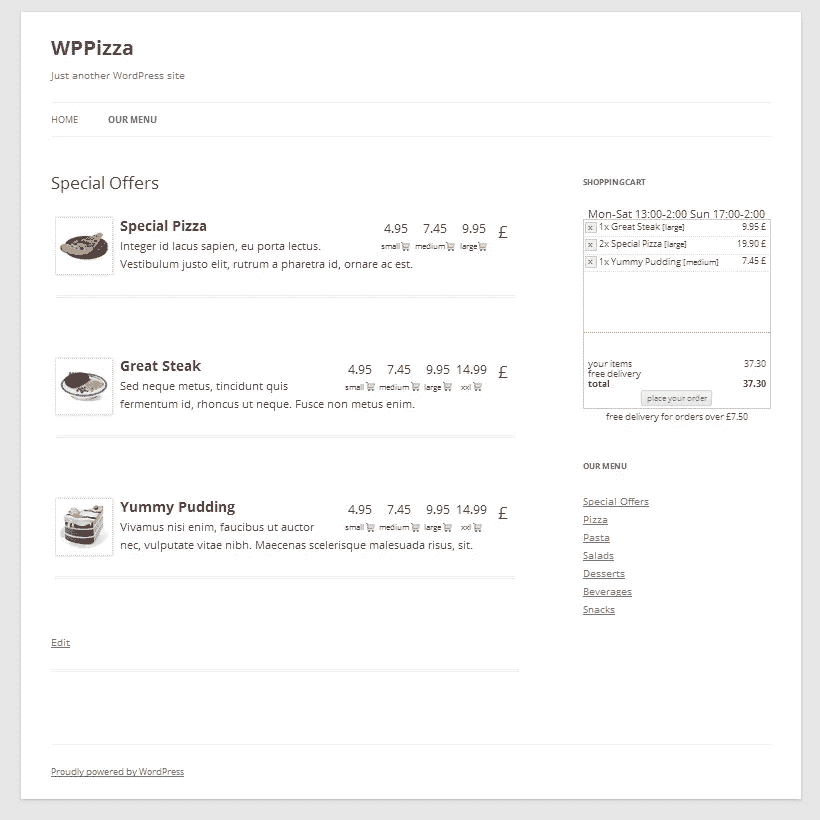 WPPizza
Just another WordPress site
HOME OUR MENU
Special Offers
Special Pizza
4.95 7.45 9.95 £
small medium large
Integer id lacus sapien, eu porta lectus.
Vestibulum justo elit, rutrum a pharetra id, ornare ac est.
Great Steak
4.95 7.45 9.95 14.99 £
small medium large xxl
Sed neque metus, tincidunt quis
fermentum id, rhoncus ut neque. Fusce non metus enim.
Yummy Pudding
4.95 7.45 9.95 14.99 £
small medium large xxl
Vivamus nisi enim, faucibus ut auctor
nec, vulputate vitae nibh. Maecenas scelerisque malesuada risus, sit.
Edit
SHOPPINGCART
Mon-Sat 13:00-2:00 Sun 17:00-2:00
x 1x Great Steak [large] 9.95 £
x 2x Special Pizza [large] 19.90 £
x 1x Yummy Pudding [medium] 7.45 £
your items 37.30
free delivery
total 37.30
place your order
free delivery for orders over £7.50
OUR MENU
Special Offers
Pizza
Pasta
Salads
Desserts
Beverages
Snacks
Proudly powered by WordPress